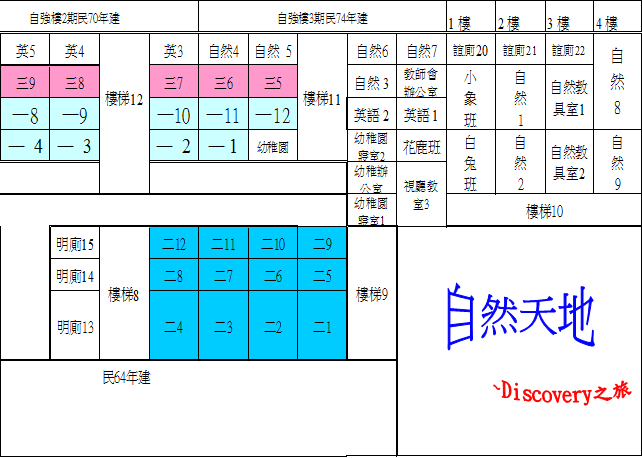 自強樓2期民70年建 自強樓3期民74年建 1 樓 2 樓 3 樓 4 樓
英5 英4 樓梯12 英3 自然4 自然 5 樓梯11 自然6 自然7 誼廁20 誼廁21 誼廁22 自然8
三9 三8 三7 三6 三5 自然 3 教師會辦公室 小象班 自然1 自然教具室1
一8 一9 一10 一11 一12 英語 2 英語 1
一 4 一 3 一 2 一 1 幼稚園 幼稚園寢室2 花鹿班 白兔班 自然2 自然教具室2 自然9
幼稚辦公室 視聽教室3
幼稚園寢室1 樓梯10
明廁15 樓梯8 二12 二11 二10 二9 樓梯9
明廁14 二8 二7 二6 二5
明廁13 二4 二3 二2 二1
自然天地
~Discovery之旅
民64年建